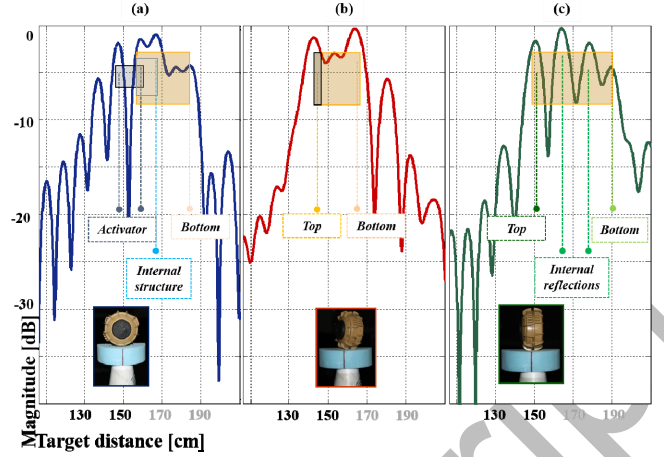 (a)
(b)
(c)
0
-10
-20
-30
Magnitude [dB]
Activator
Bottom
Internal
structure
Top
Bottom
Top
Bottom
Internal
reflections
130 150 170 190
130 150 170 190
130 150 170 190
Target distance [cm]